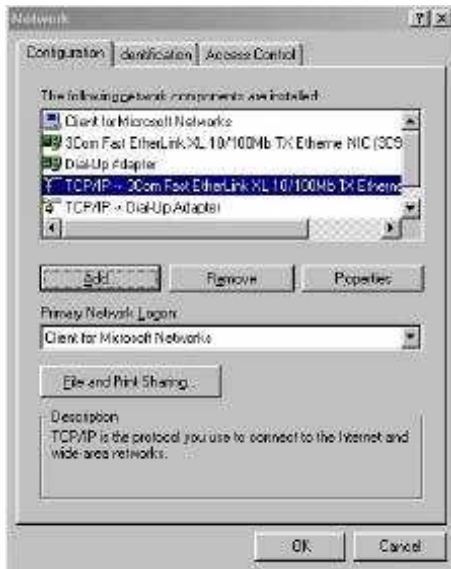 Network
Configuration Identification Access Control
The following network components are installed:
Client for Microsoft Networks
3Com Fast EtherLink XL 10/100Mb TX Etherne NIC (3C9
Dial-Up Adapter
TCP/IP -> 3Com Fast EtherLink XL 10/100Mb TX Etherne
TCP/IP -> Dial-Up Adapter
Add... Remove Properties
Primary Network Logon:
Client for Microsoft Networks
File and Print Sharing...
Description
TCP/IP is the protocol you use to connect to the Internet and
wide-area networks.
OK Cancel